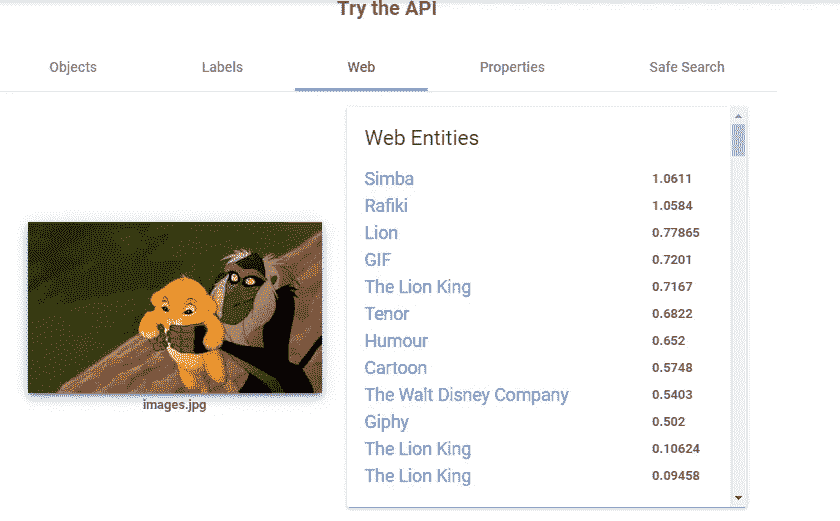 Try the API
Objects Labels Web Properties Safe Search
Web Entities
Simba 1.0611
Rafiki 1.0584
Lion 0.77865
GIF 0.7201
The Lion King 0.7167
Tenor 0.6822
Humour 0.652
Cartoon 0.5748
The Walt Disney Company 0.5403
Giphy 0.502
The Lion King 0.10624
The Lion King 0.09458
images.jpg